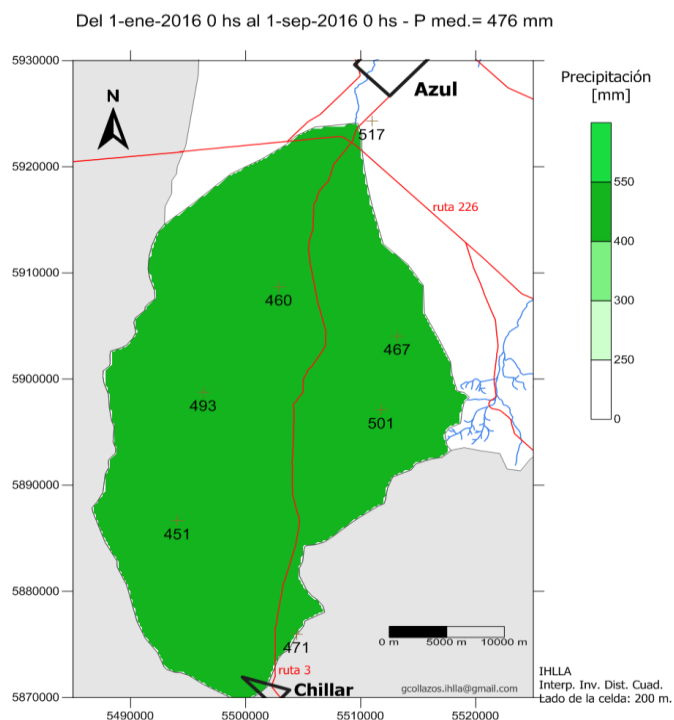 Del 1-ene-2016 0 hs al 1-sep-2016 0 hs - P med.= 476 mm
5930000
5920000
5910000
5900000
5890000
5880000
5870000
N
Azul
517
ruta 226
460
467
493
501
451
471
ruta 3
Chillar
0 m 5000 m 10000 m
gcollazos.ihlla@gmail.com
5490000 5500000 5510000 5520000
Precipitación
[mm]
550
400
300
250
0
IHLLA
Interp. Inv. Dist. Cuad.
Lado de la celda: 200 m.